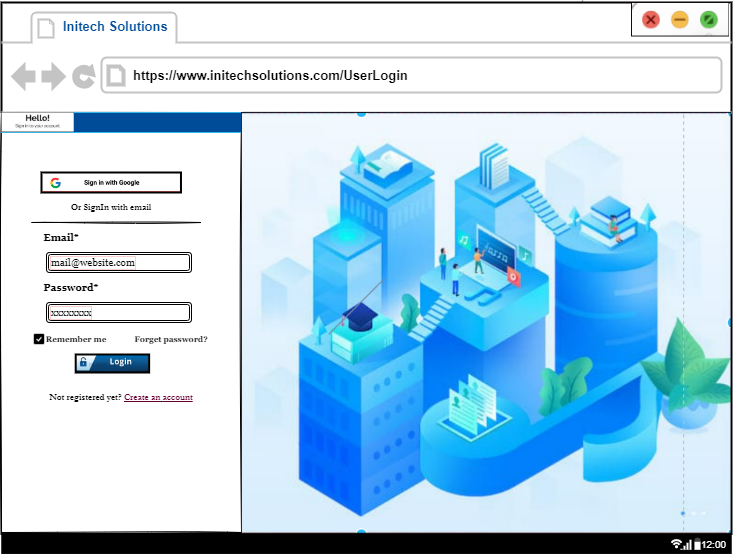 Initech Solutions
https://www.initechsolutions.com/UserLogin
Hello!
Sign in to your account
Sign in with Google
Or SignIn with email
Email*
mail@website.com
Password*
xxxxxxxxx
Remember me
Forget password?
Login
Not registered yet? Create an account
12:00